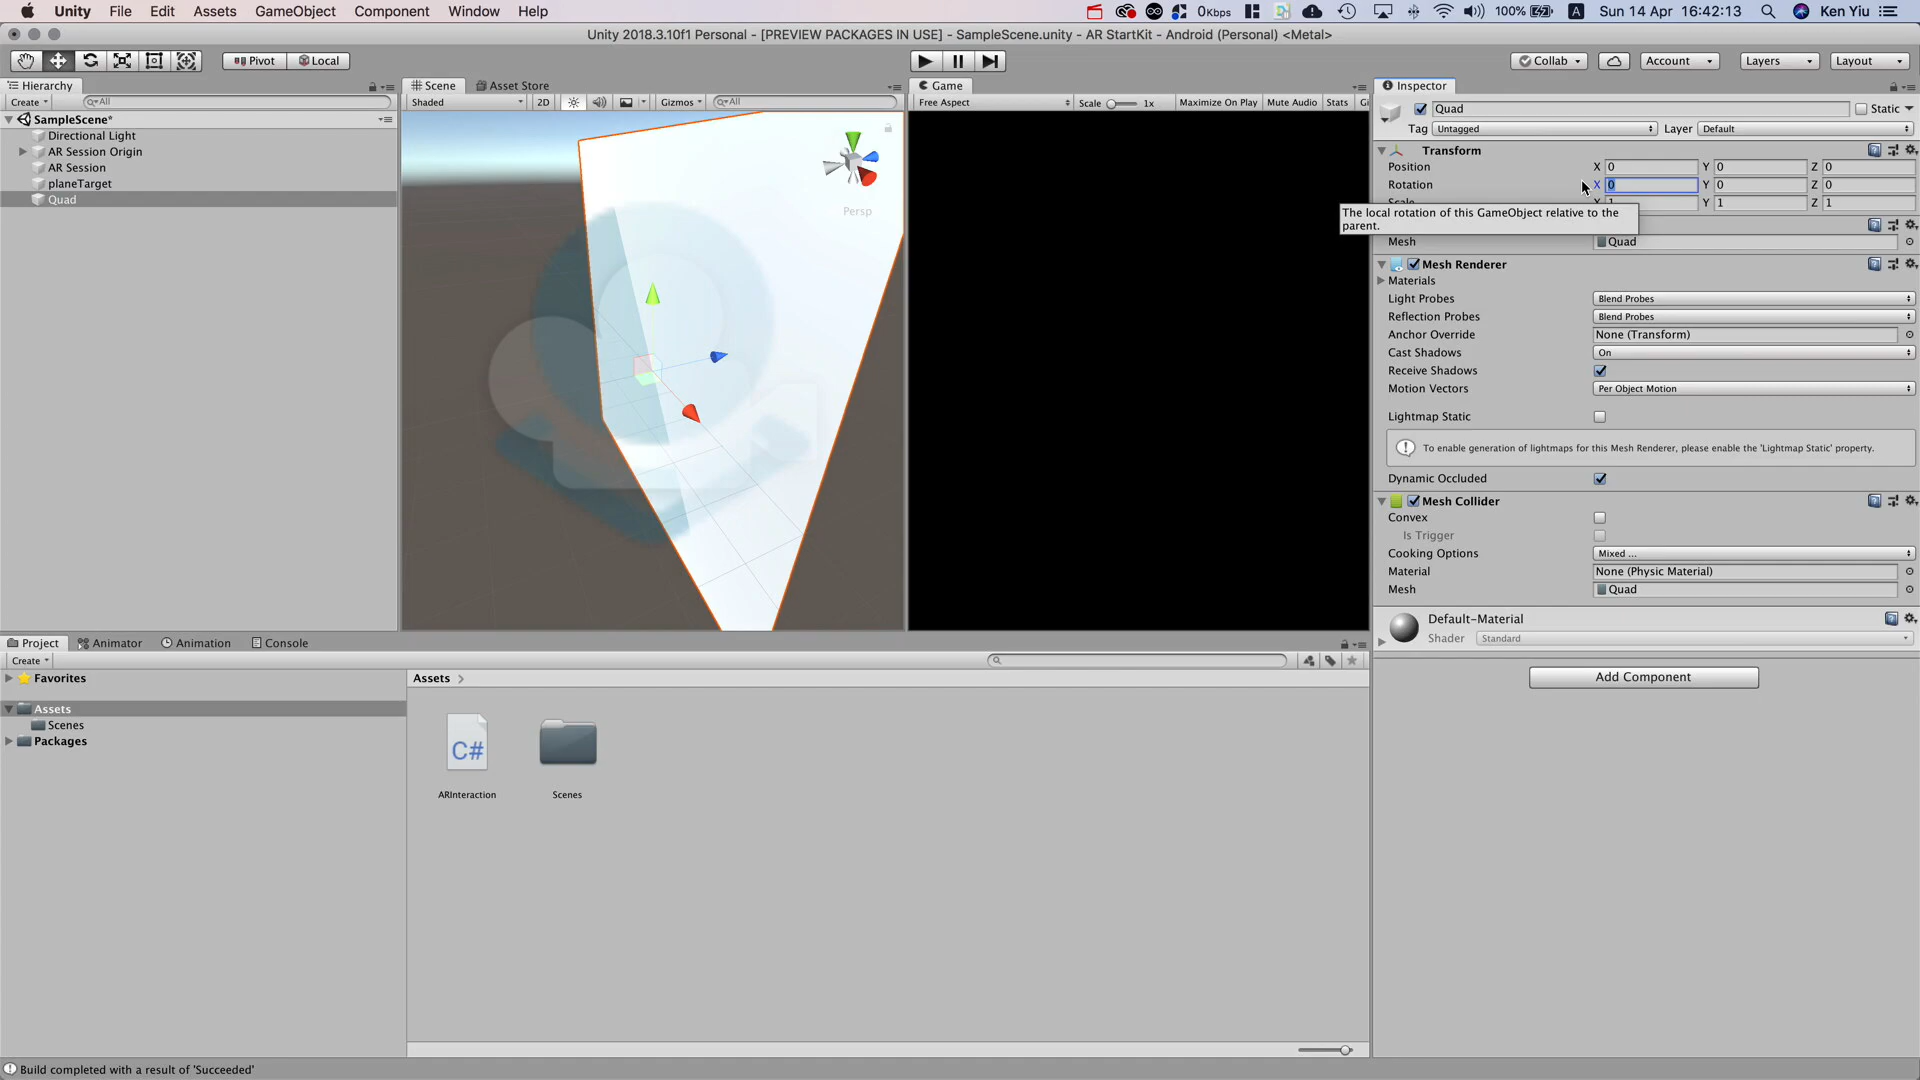 Unity File Edit Assets GameObject Component Window Help 0Kbps 100% A Sun 14 Apr 16:42:13 Ken Yiu
Unity 2018.3.10f1 Personal - [PREVIEW PACKAGES IN USE] - SampleScene.unity - AR StartKit - Android (Personal) <Metal>
Pivot Local Collab Account Layers Layout
Hierarchy Scene Asset Store Game Inspector
Create All Shaded 2D Gizmos All Free Aspect Scale 1x Maximize On Play Mute Audio Stats Gi
SampleScene*
Directional Light
AR Session Origin
AR Session
planeTarget
Quad
Persp
Quad Static
Tag Untagged Layer Default
Transform
Position X 0 Y 0 Z 0
Rotation X 0 Y 0 Z 0
Y 1 Z 1
The local rotation of this GameObject relative to the
parent.
Mesh Quad
Mesh Renderer
Materials
Light Probes Blend Probes
Reflection Probes Blend Probes
Anchor Override None (Transform)
Cast Shadows On
Receive Shadows
Motion Vectors Per Object Motion
Lightmap Static
To enable generation of lightmaps for this Mesh Renderer, please enable the 'Lightmap Static' property.
Dynamic Occluded
Mesh Collider
Convex
Is Trigger
Cooking Options Mixed ...
Material None (Physic Material)
Mesh Quad
Default-Material
Shader Standard
Add Component
Project Animator Animation Console
Create
Favorites
Assets
Scenes
Packages
Assets
C#
ARInteraction Scenes
Build completed with a result of 'Succeeded'